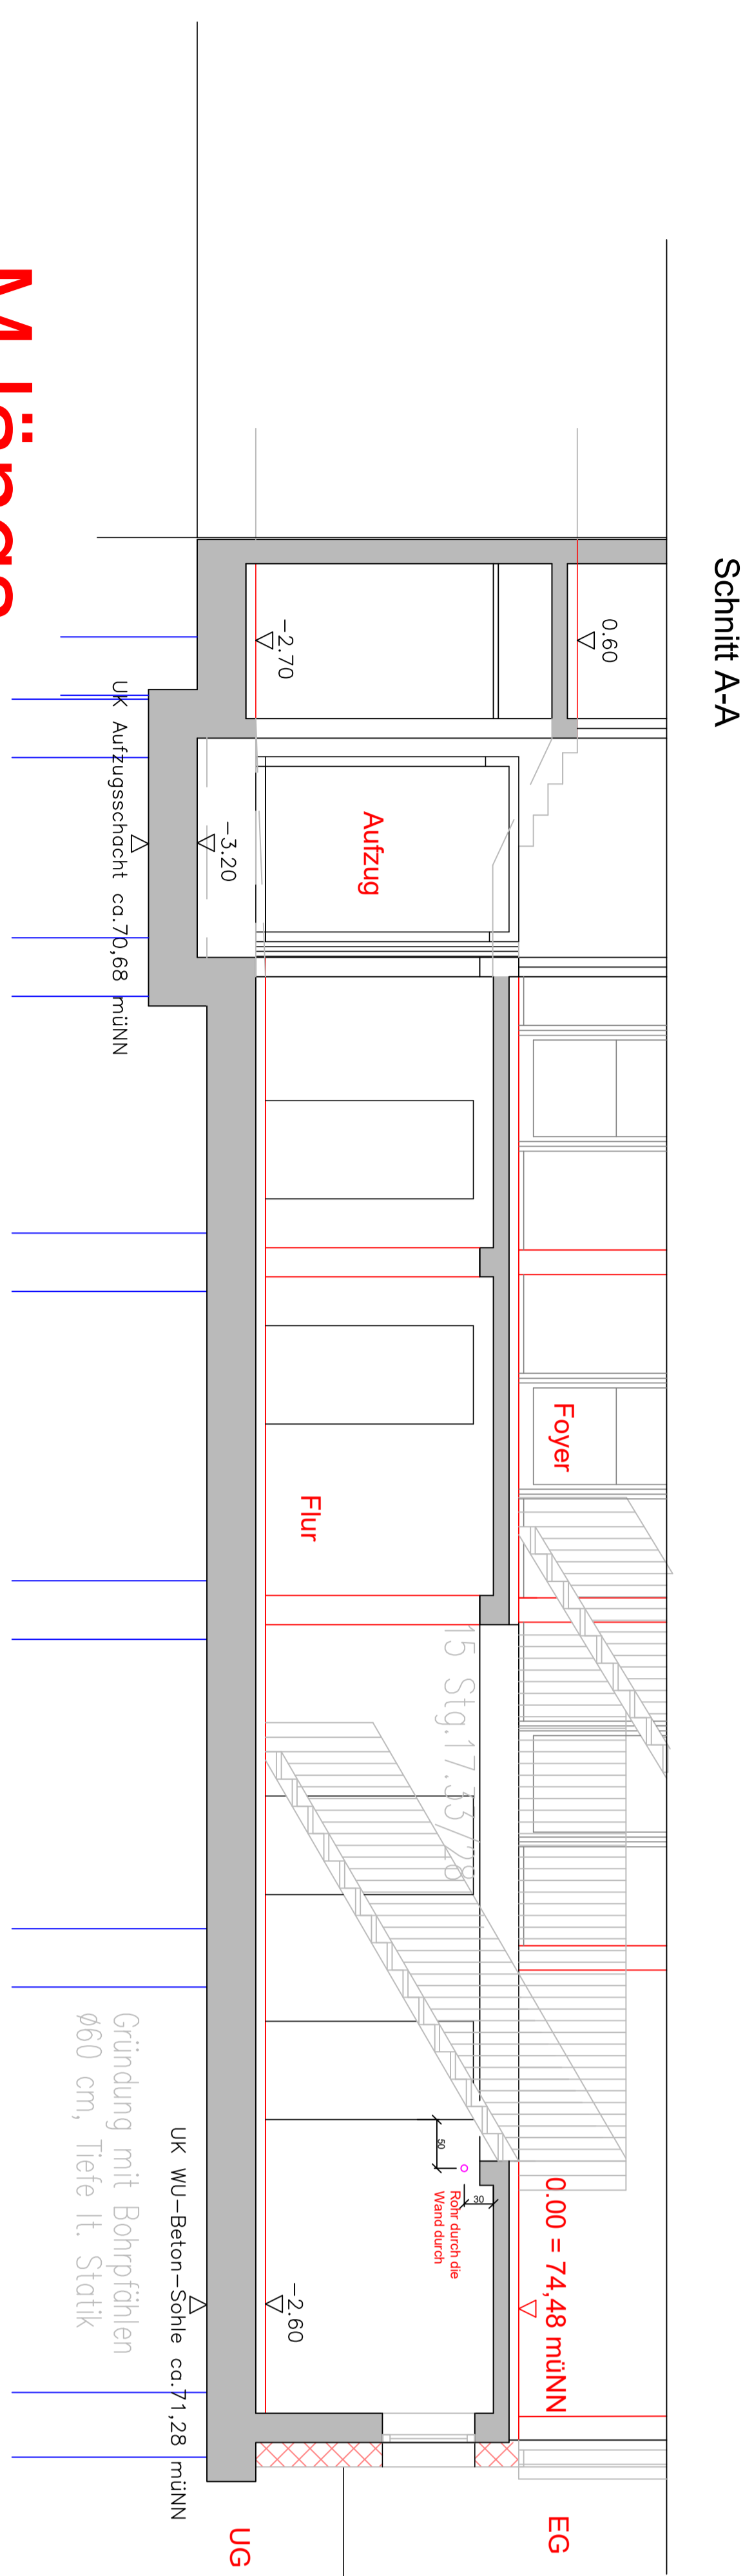 Schnitt A-A
0.60
-2.70
-3.20
Aufzug
UK Aufzugsschacht ca.70,68 müNN
Foyer
Flur
15 Stg.17.33/28
50
30
Rohr durch die
Wand durch
0.00 = 74,48 müNN
-2.60
Gründung mit Bohrpfählen
ø60 cm, Tiefe lt. Statik
UK WU-Beton-Sohle ca.71,28 müNN
EG
UG